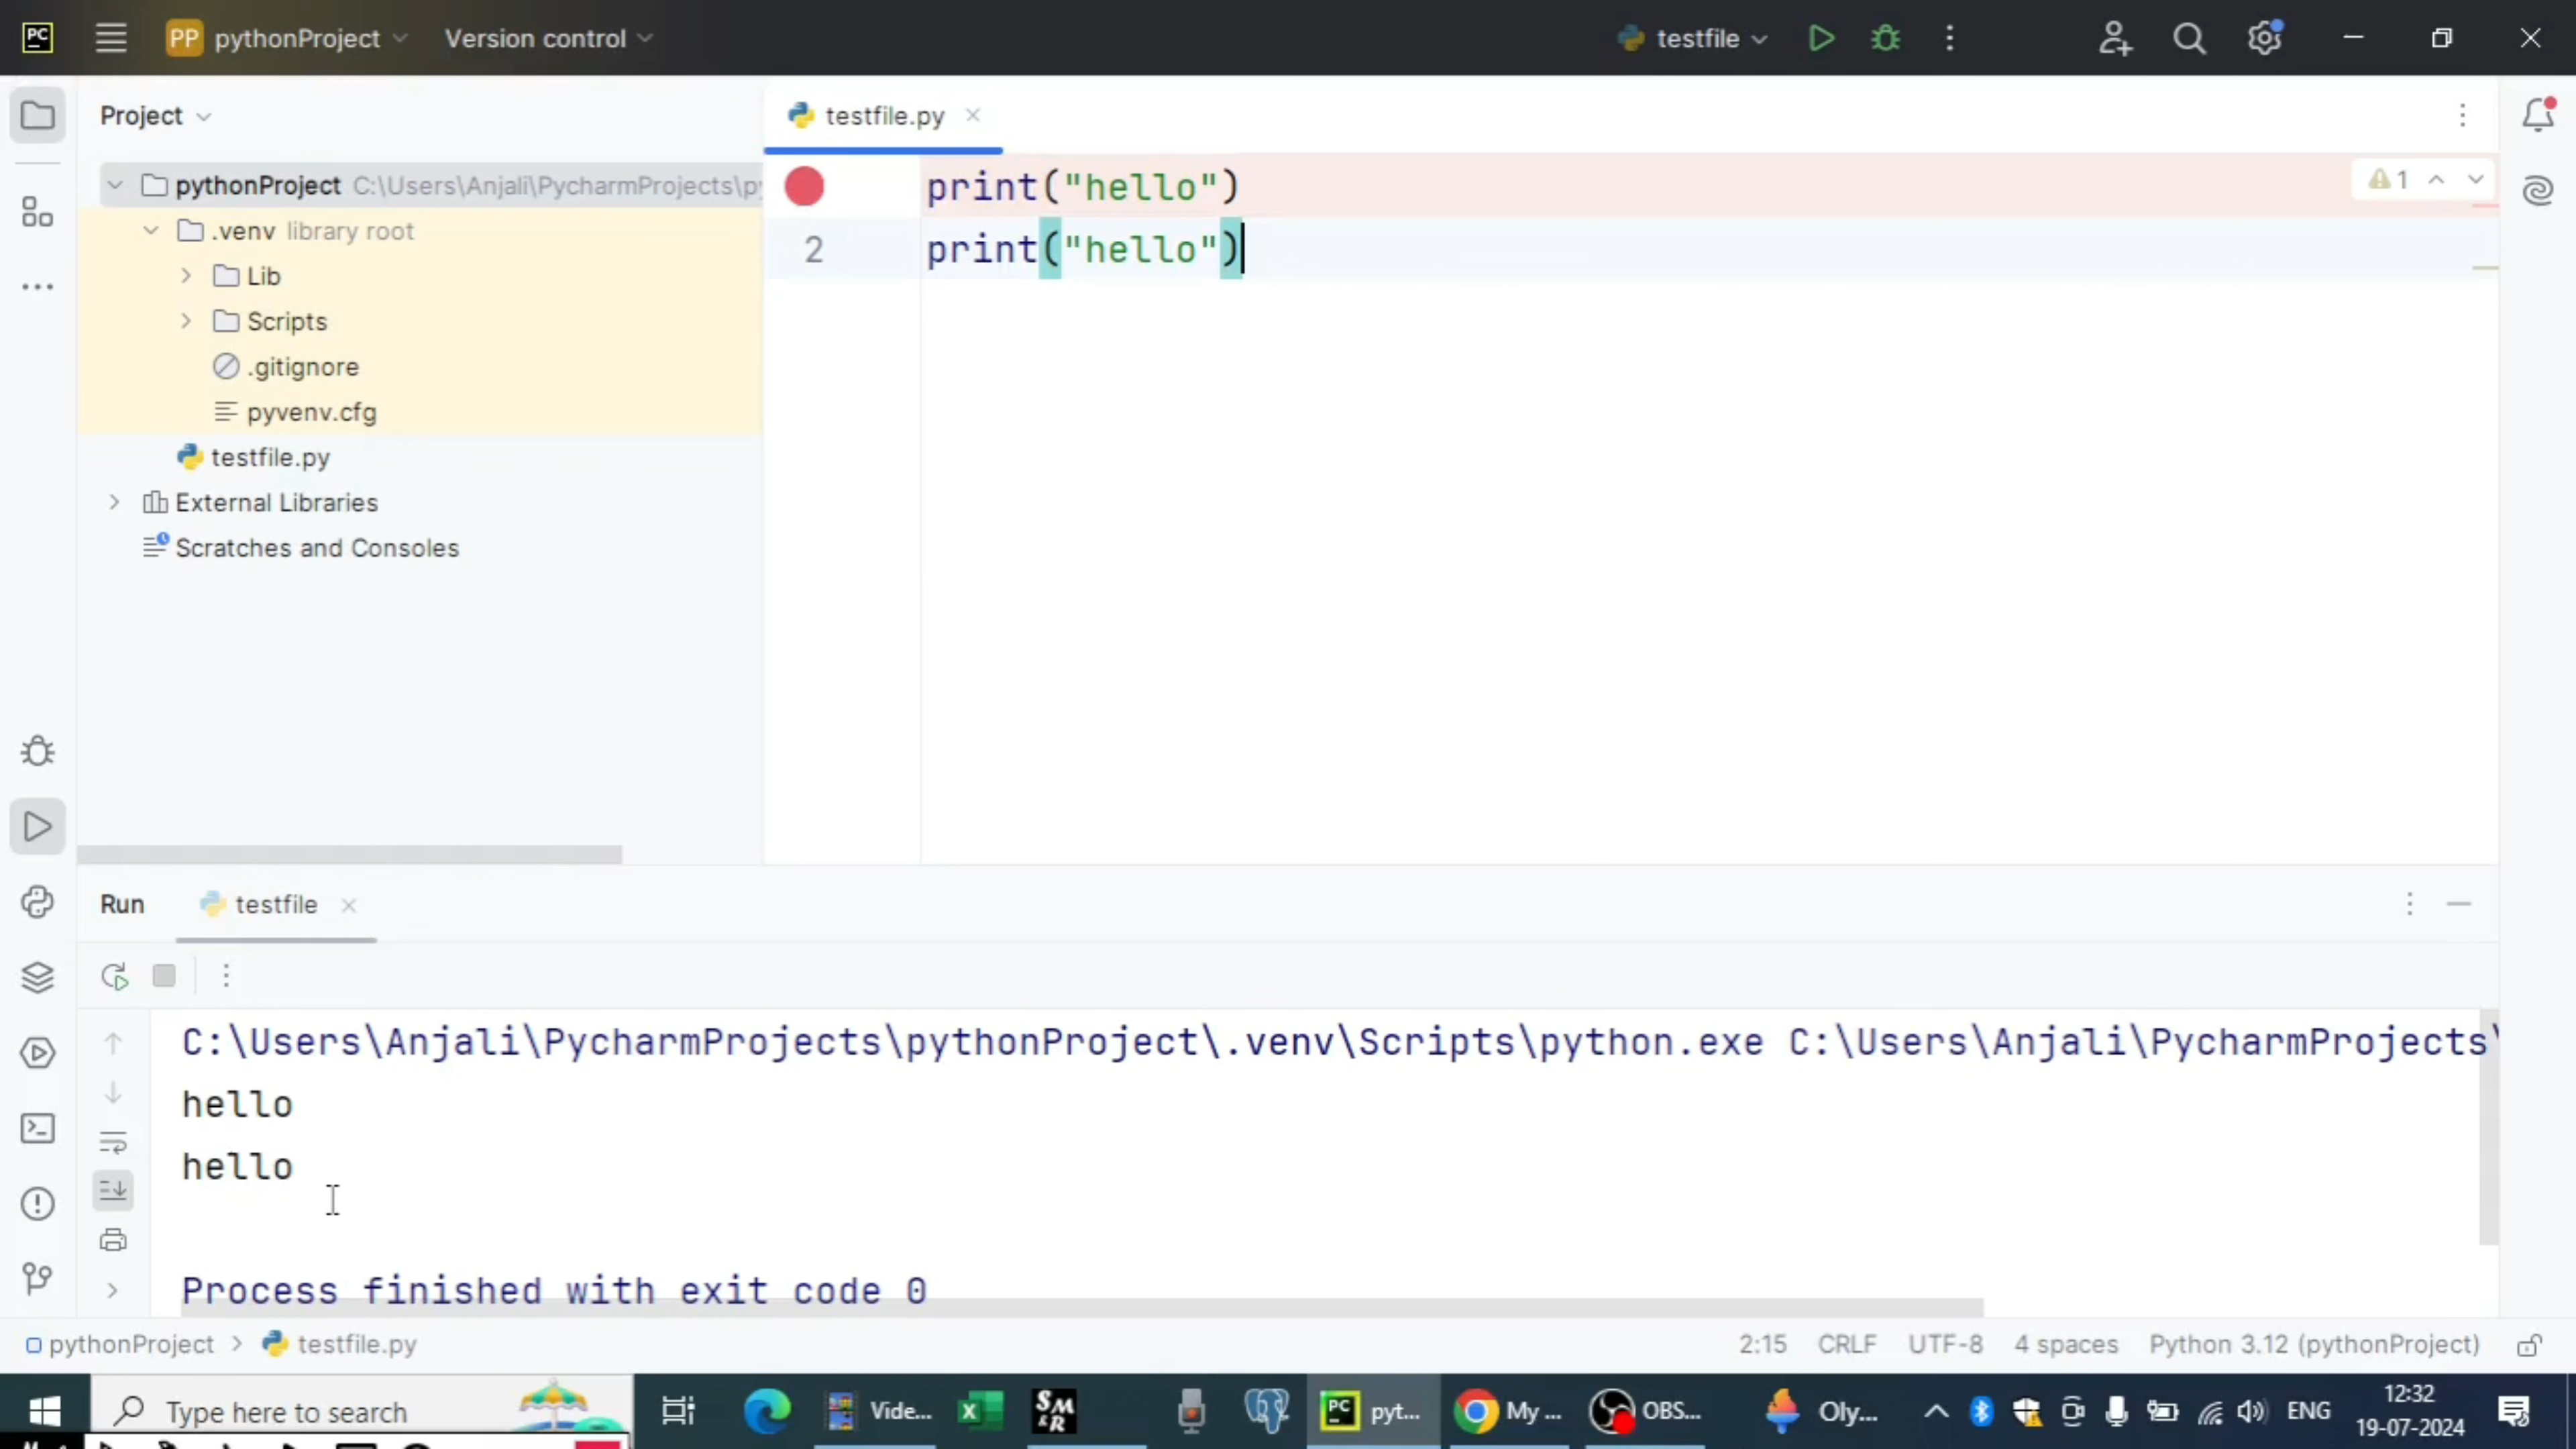 PC PP pythonProject Version control testfile
Project
testfile.py
pythonProject C:\Users\Anjali\PycharmProjects\
.venv library root
Lib
Scripts
.gitignore
pyvenv.cfg
testfile.py
External Libraries
Scratches and Consoles
print("hello")
1
2 print("hello")
Run testfile
C:\Users\Anjali\PycharmProjects\pythonProject\.venv\Scripts\python.exe C:\Users\Anjali\PycharmProjects\
hello
hello
Process finished with exit code 0
pythonProject > testfile.py 2:15 CRLF UTF-8 4 spaces Python 3.12 (pythonProject)
Type here to search Vide... SM&R PC pyt... My ... OBS... Oly... ENG 12:32
19-07-2024